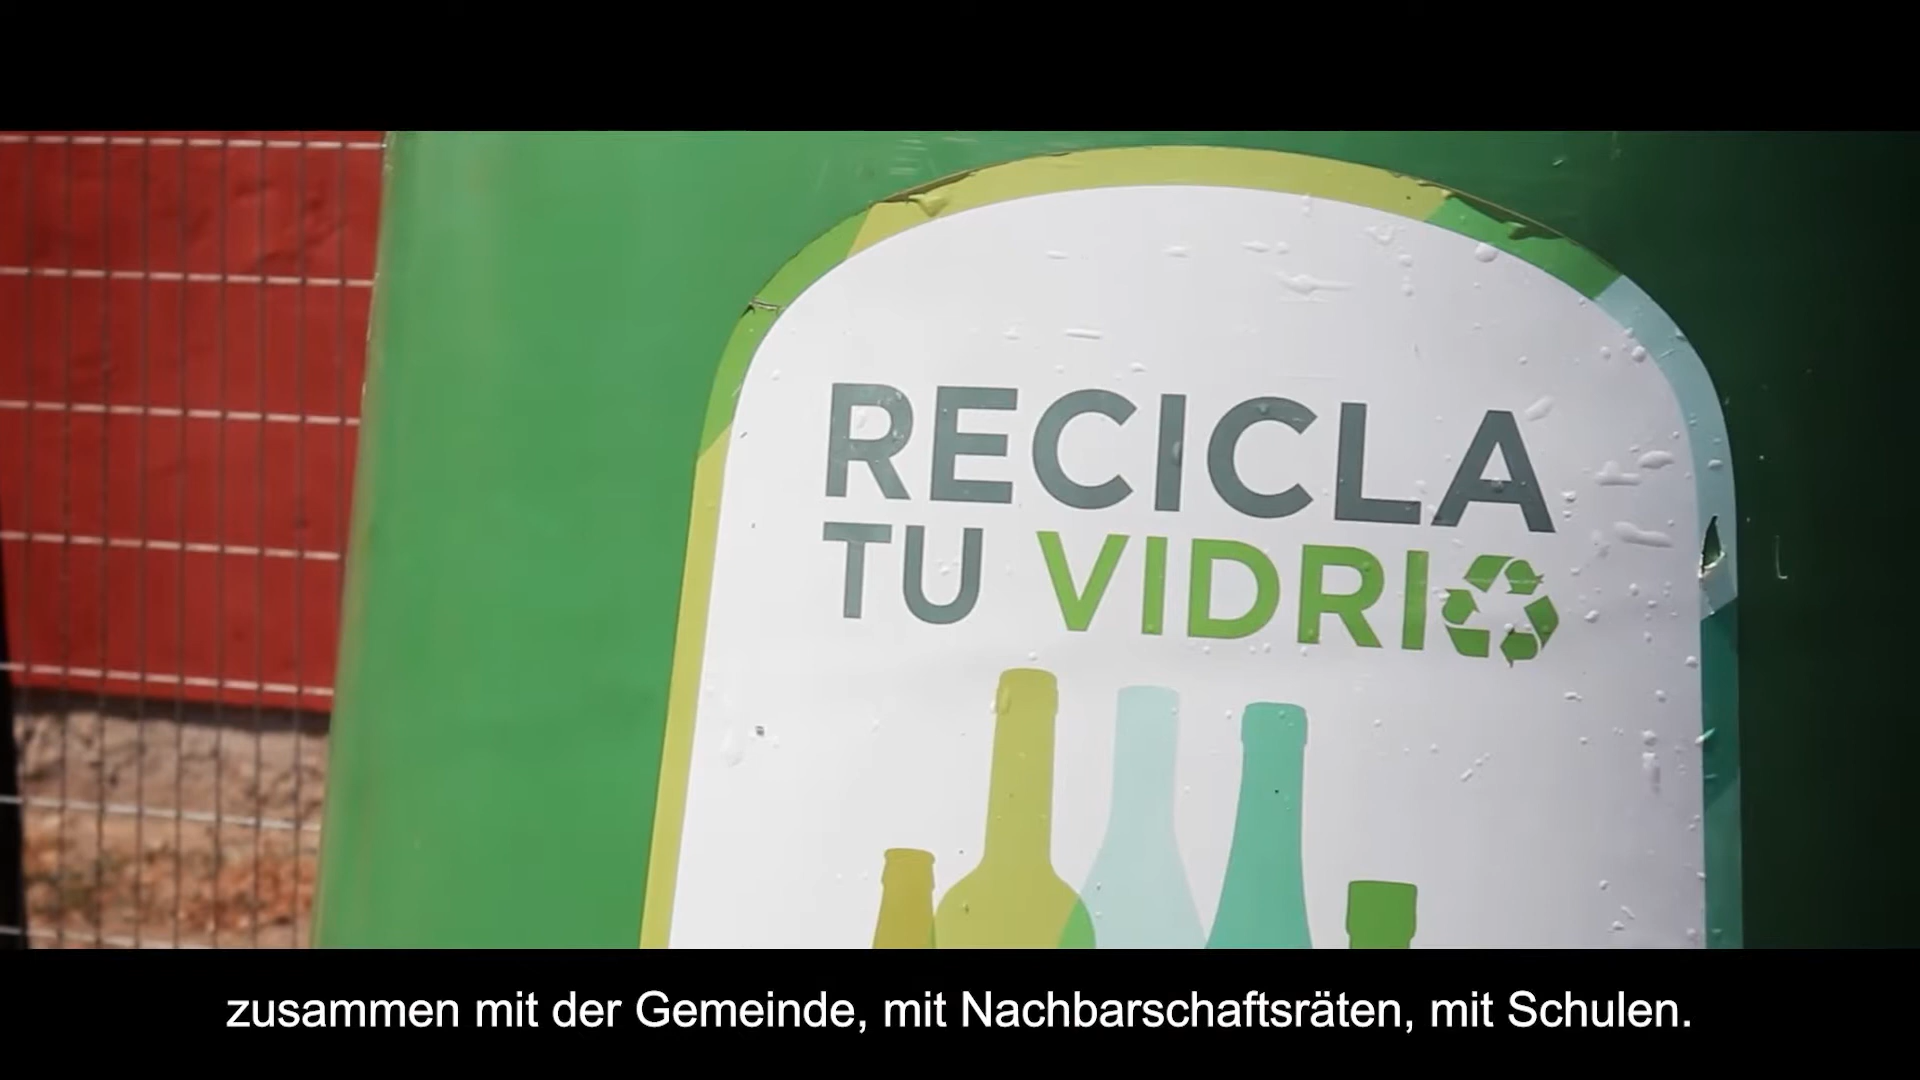 RECICLA
TU VIDRIO
zusammen mit der Gemeinde, mit Nachbarschaftsräten, mit Schulen.